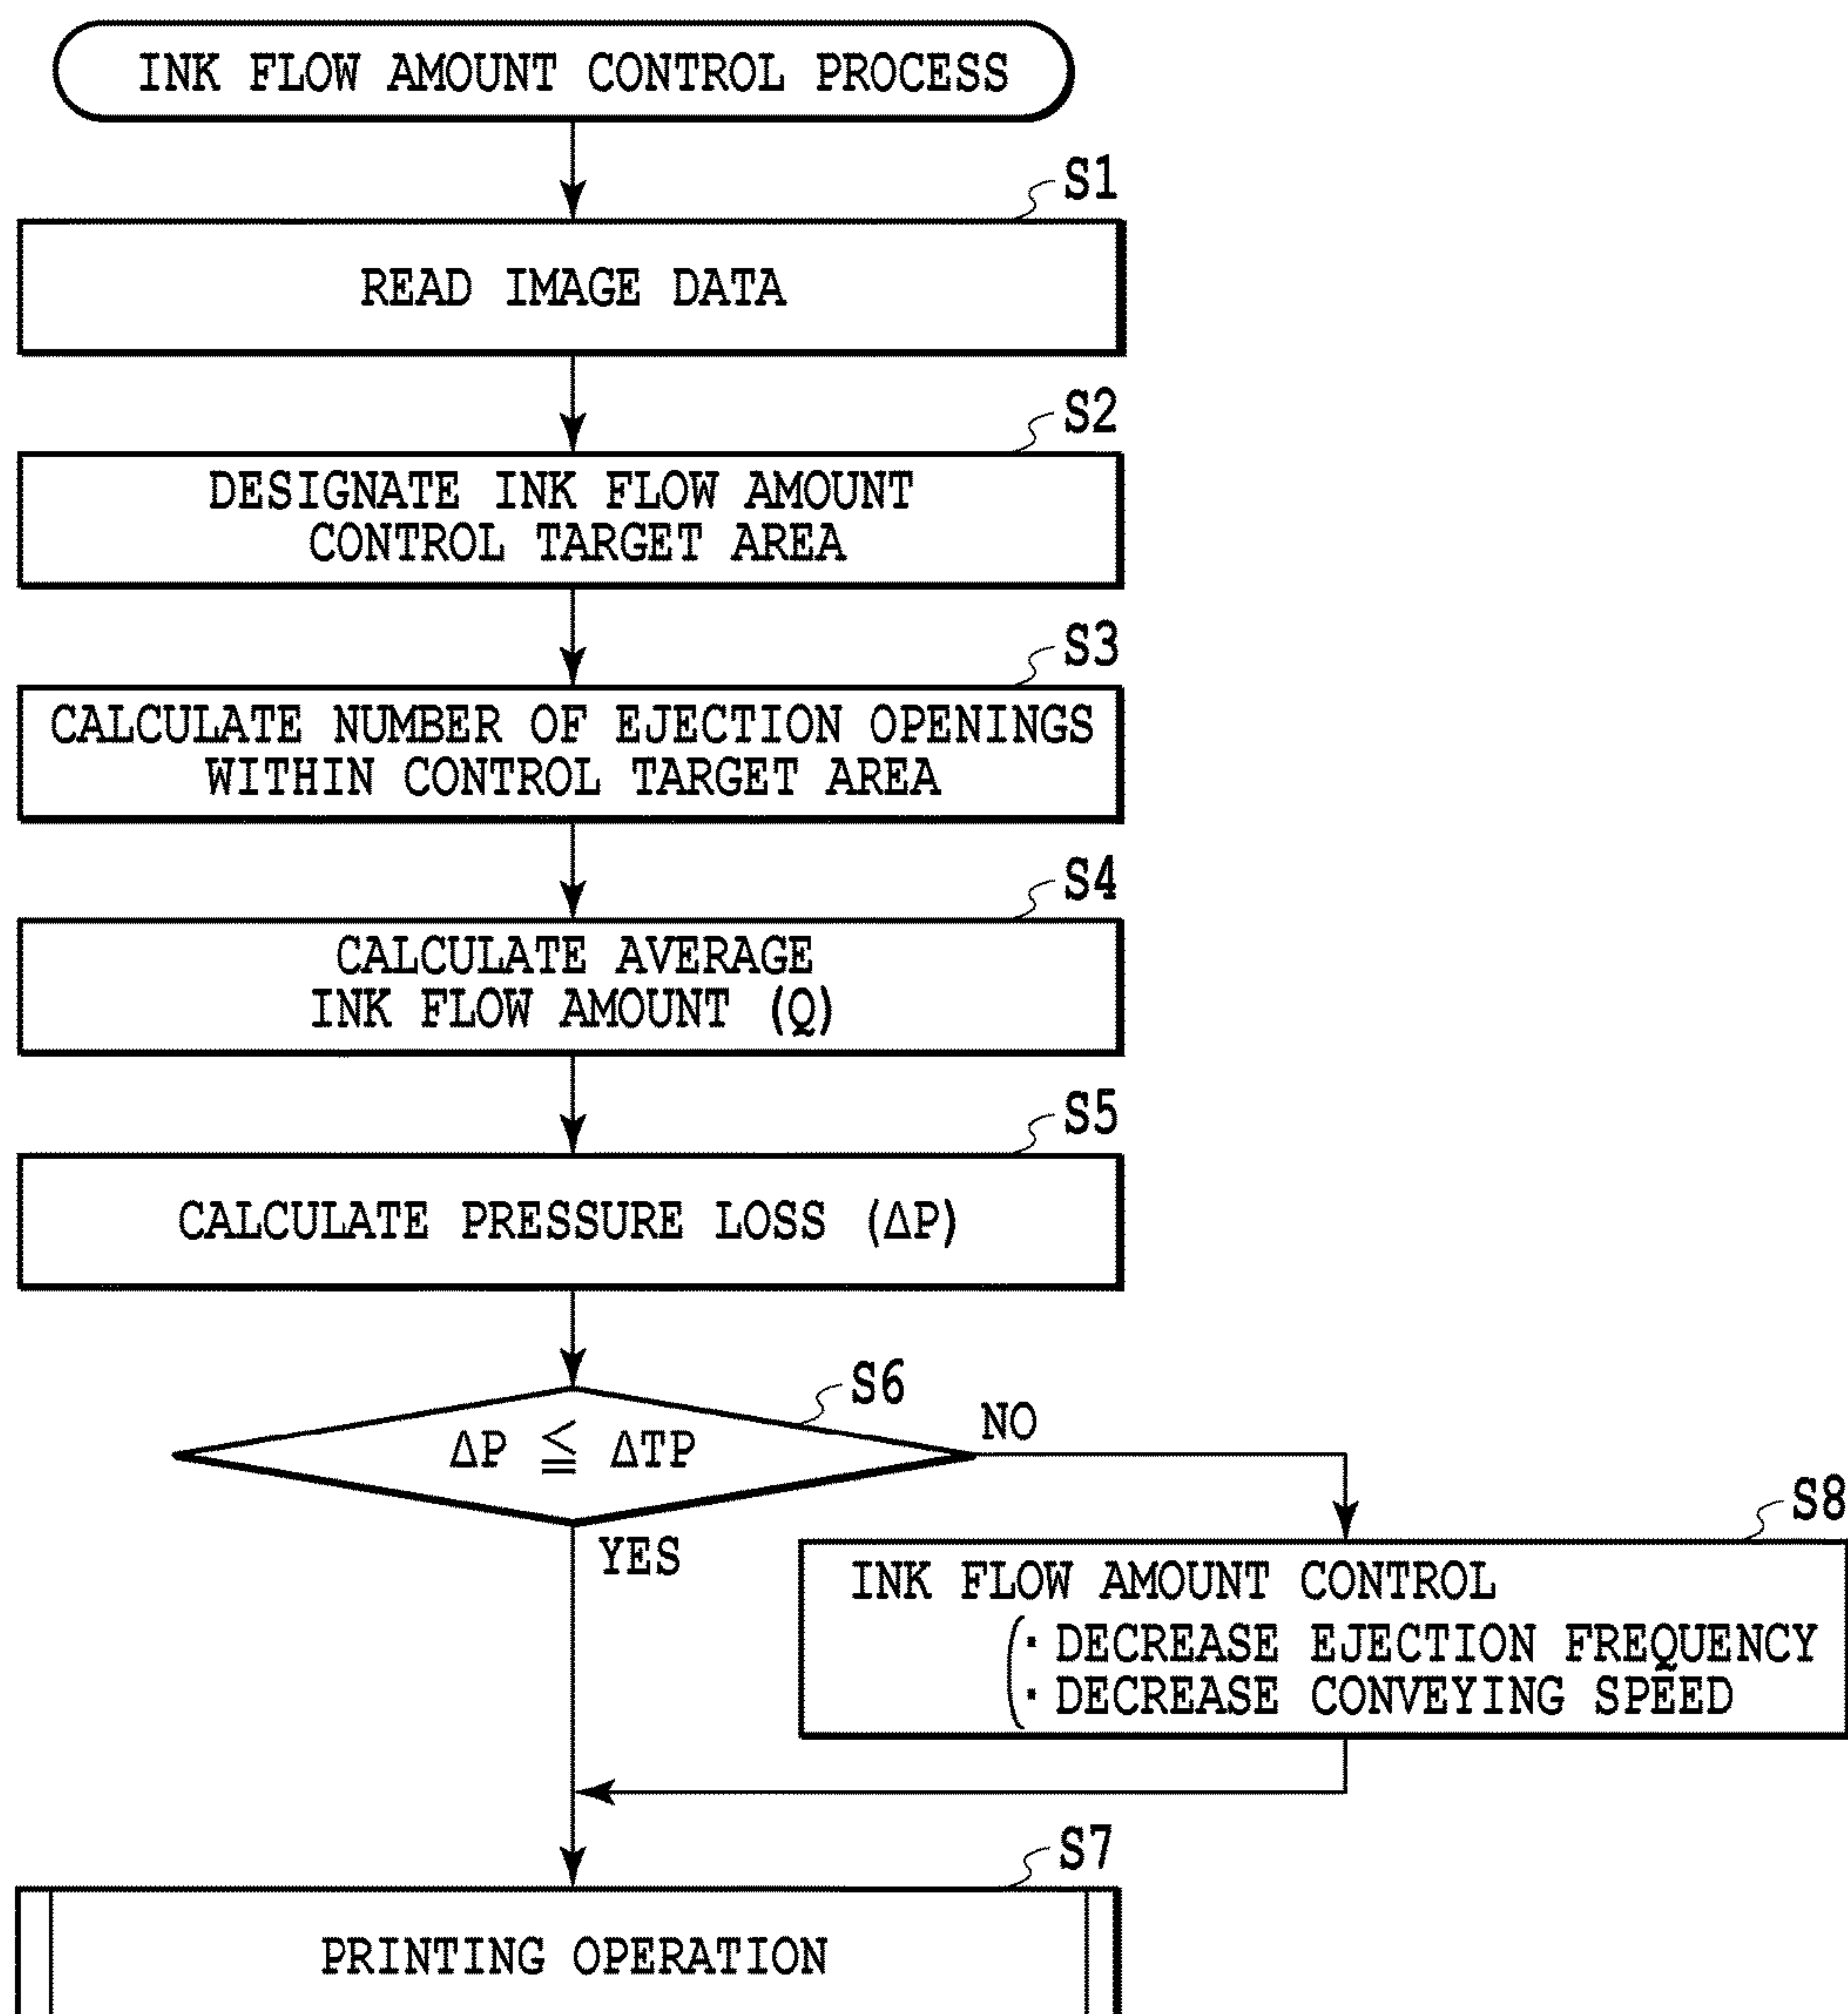 INK FLOW AMOUNT CONTROL PROCESS
S1
READ IMAGE DATA
S2
DESIGNATE INK FLOW AMOUNT
CONTROL TARGET AREA
S3
CALCULATE NUMBER OF EJECTION OPENINGS
WITHIN CONTROL TARGET AREA
S4
CALCULATE AVERAGE
INK FLOW AMOUNT (Q)
S5
CALCULATE PRESSURE LOSS (ΔP)
S6
ΔP ≦ ΔTP
NO
YES
S8
INK FLOW AMOUNT CONTROL
· DECREASE EJECTION FREQUENCY
· DECREASE CONVEYING SPEED
S7
PRINTING OPERATION